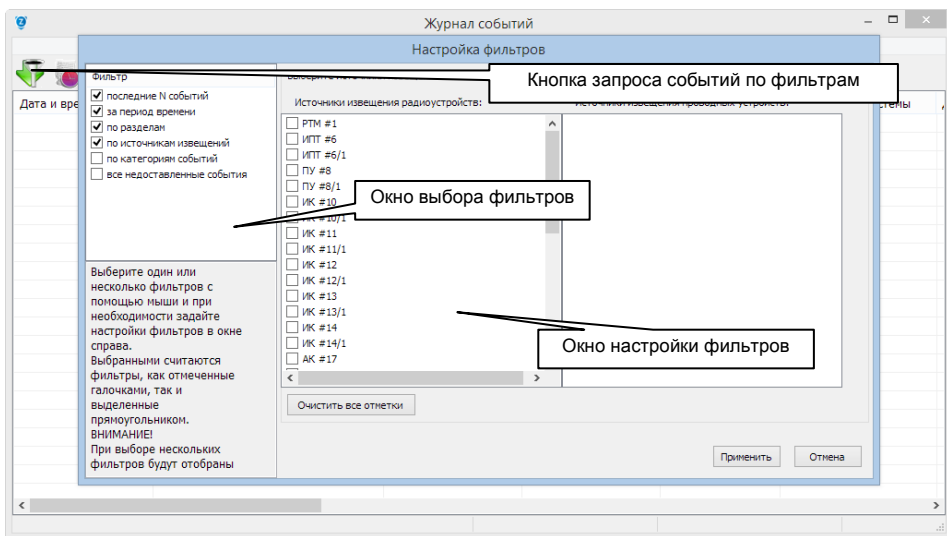 Журнал событий
Настройка фильтров
Кнопка запроса событий по фильтрам
Фильтр
Дата и вре
последние N событий
за период времени
по разделам
по источникам извещений
по категориям событий
все недоставленные события
Источники извещения радиоустройств:
РТМ #1
ИПТ #6
ИПТ #6/1
ПУ #8
ПУ #8/1
ИК #10
ИК #10/1
ИК #11
ИК #11/1
ИК #12
ИК #12/1
ИК #13
ИК #13/1
ИК #14
ИК #14/1
АК #17
Окно выбора фильтров
Окно настройки фильтров
Выберите один или
несколько фильтров с
помощью мыши и при
необходимости задайте
настройки фильтров в окне
справа.
Выбранными считаются
фильтры, как отмеченные
галочками, так и
выделенные
прямоугольником.
ВНИМАНИЕ!
При выборе нескольких
фильтров будут отобраны
Очистить все отметки
Применить
Отмена